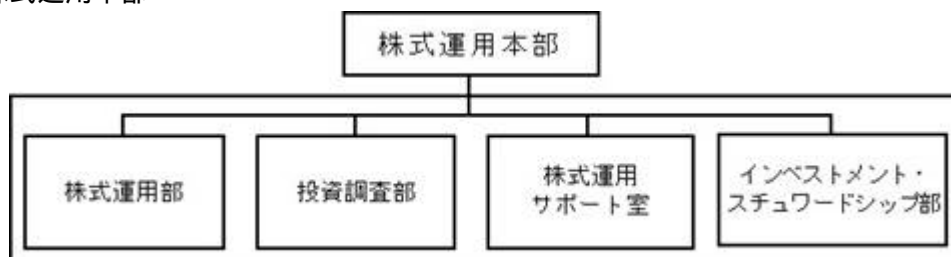 株式運用本部
株式運用部
投資調査部
株式運用
サポート室
インベストメント・
スチュワードシップ部